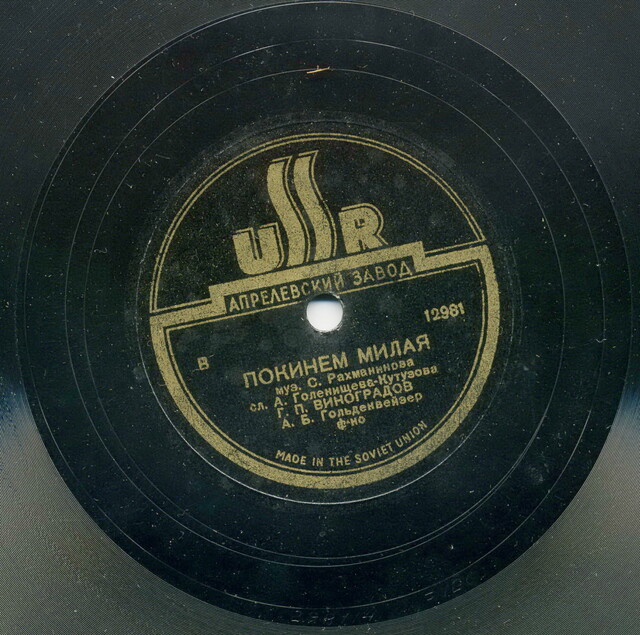 USSR
АПРЕЛЕВСКИЙ ЗАВОД
12981
В
ПОКИНЕМ МИЛАЯ
муз. С. Рахманинова
сл. А. Голенищева-Кутузова
Г. П. ВИНОГРАДОВ
А. Б. Гольденвейзер
ф-но
MADE IN THE SOVIET UNION